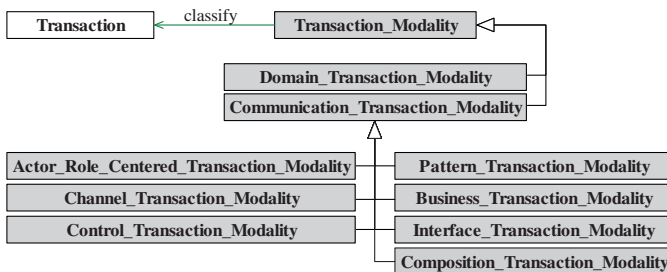 Transaction
classify
Transaction_Modality
Domain_Transaction_Modality
Communication_Transaction_Modality
Actor_Role_Centered_Transaction_Modality
Pattern_Transaction_Modality
Channel_Transaction_Modality
Business_Transaction_Modality
Control_Transaction_Modality
Interface_Transaction_Modality
Composition_Transaction_Modality